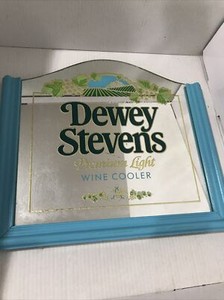 Dewey
Stevens
Premium Light
WINE COOLER